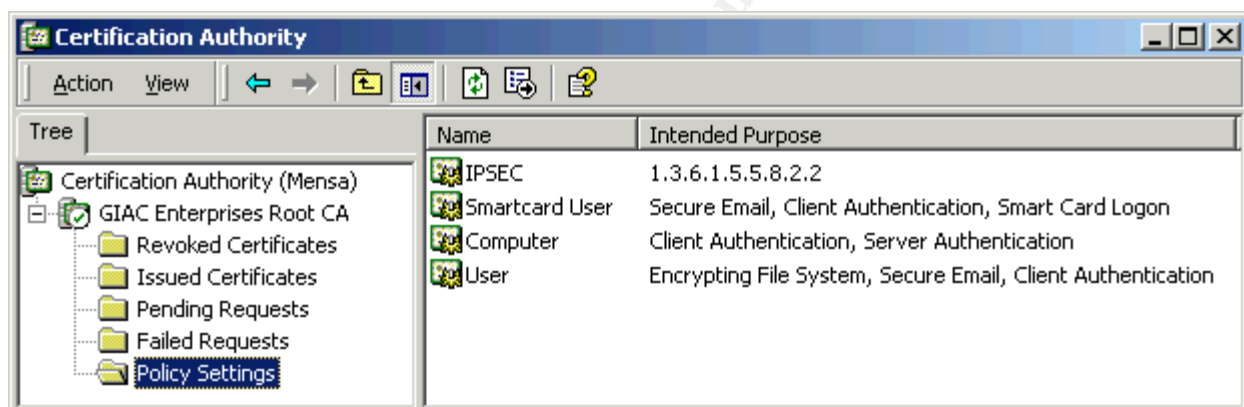 Certification Authority
Action View
Tree
Name Intended Purpose
Certification Authority (Mensa)
GIAC Enterprises Root CA
Revoked Certificates
Issued Certificates
Pending Requests
Failed Requests
Policy Settings
IPSEC 1.3.6.1.5.5.8.2.2
Smartcard User Secure Email, Client Authentication, Smart Card Logon
Computer Client Authentication, Server Authentication
User Encrypting File System, Secure Email, Client Authentication